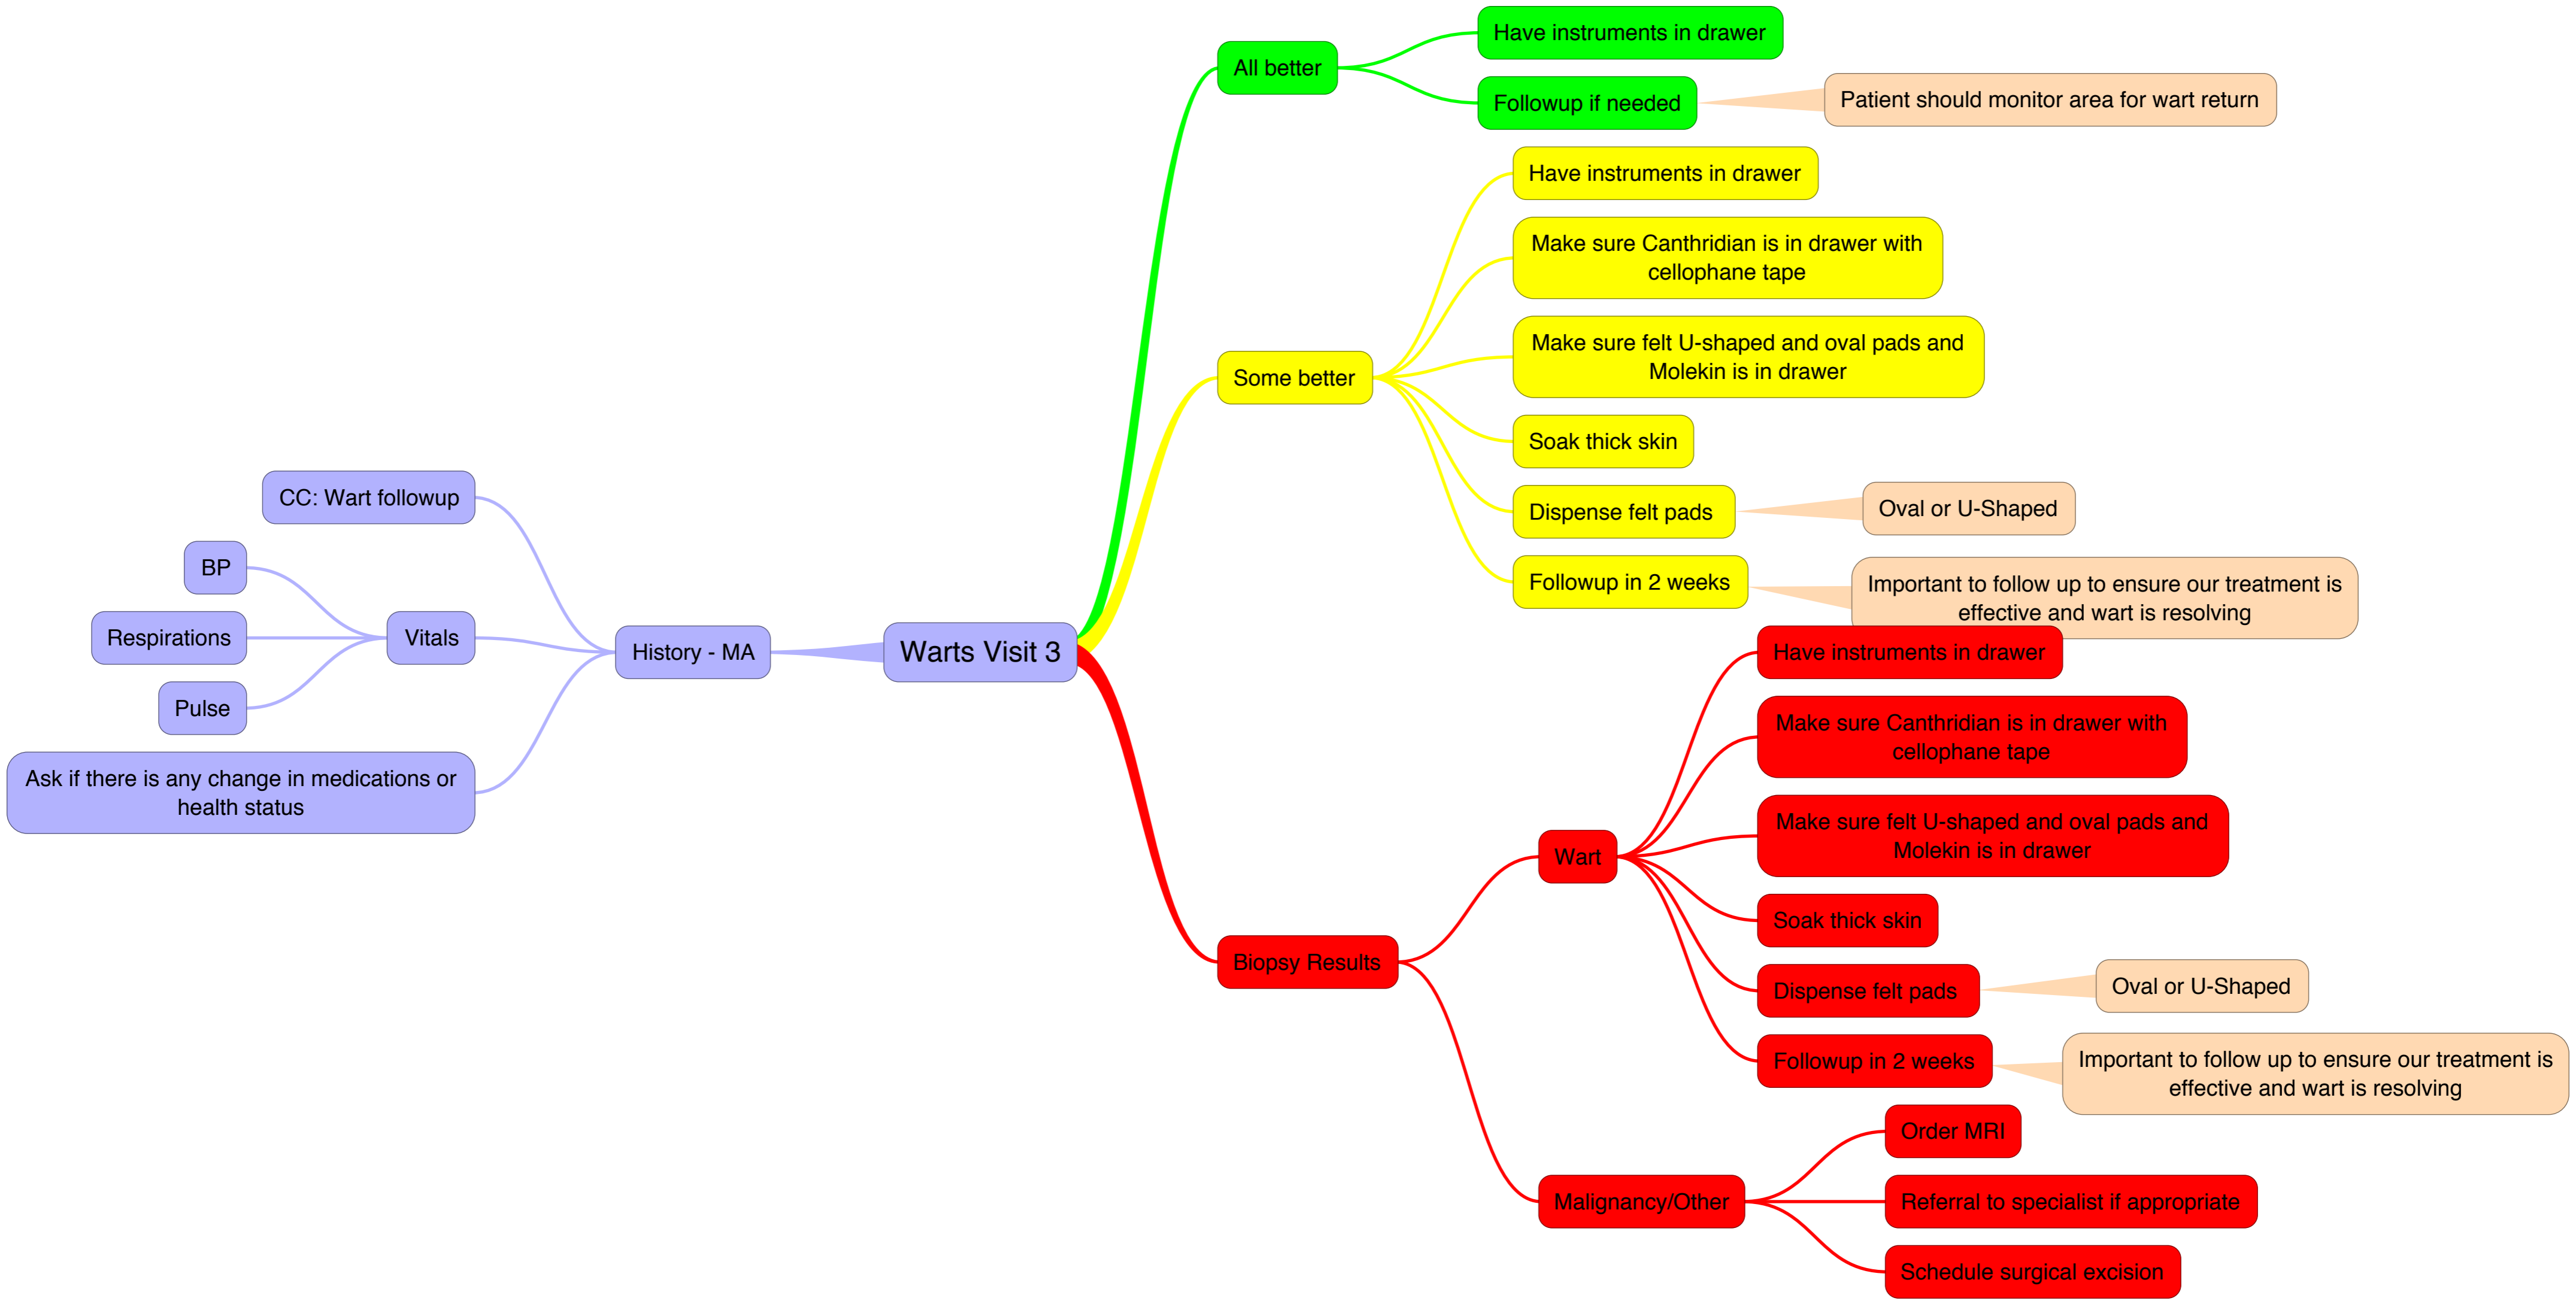 Have instruments in drawer
All better
Followup if needed
Patient should monitor area for wart return
Have instruments in drawer
Make sure Canthridian is in drawer with
cellophane tape
Make sure felt U-shaped and oval pads and
Molekin is in drawer
Some better
Soak thick skin
Dispense felt pads
Oval or U-Shaped
Followup in 2 weeks
Important to follow up to ensure our treatment is
effective and wart is resolving
CC: Wart followup
BP
Respirations
Vitals
Pulse
Ask if there is any change in medications or
health status
History - MA
Warts Visit 3
Have instruments in drawer
Make sure Canthridian is in drawer with
cellophane tape
Make sure felt U-shaped and oval pads and
Molekin is in drawer
Wart
Soak thick skin
Biopsy Results
Dispense felt pads
Oval or U-Shaped
Followup in 2 weeks
Important to follow up to ensure our treatment is
effective and wart is resolving
Order MRI
Malignancy/Other
Referral to specialist if appropriate
Schedule surgical excision